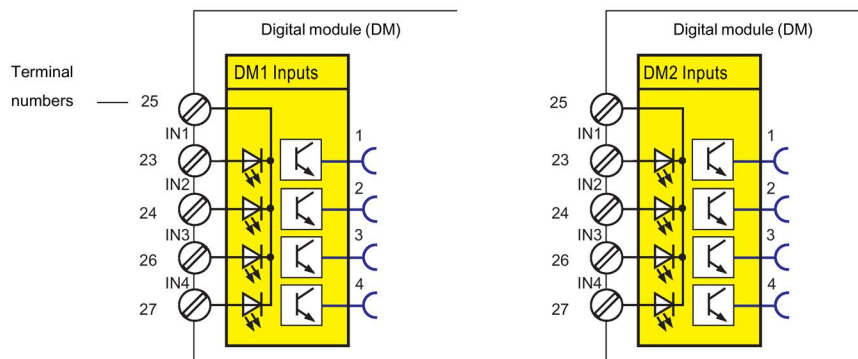 Digital module (DM)
DM1 Inputs
Terminal
numbers
25
IN1
23
IN2
24
IN3
26
IN4
27
1
2
3
4
Digital module (DM)
DM2 Inputs
25
IN1
23
IN2
24
IN3
26
IN4
27
1
2
3
4